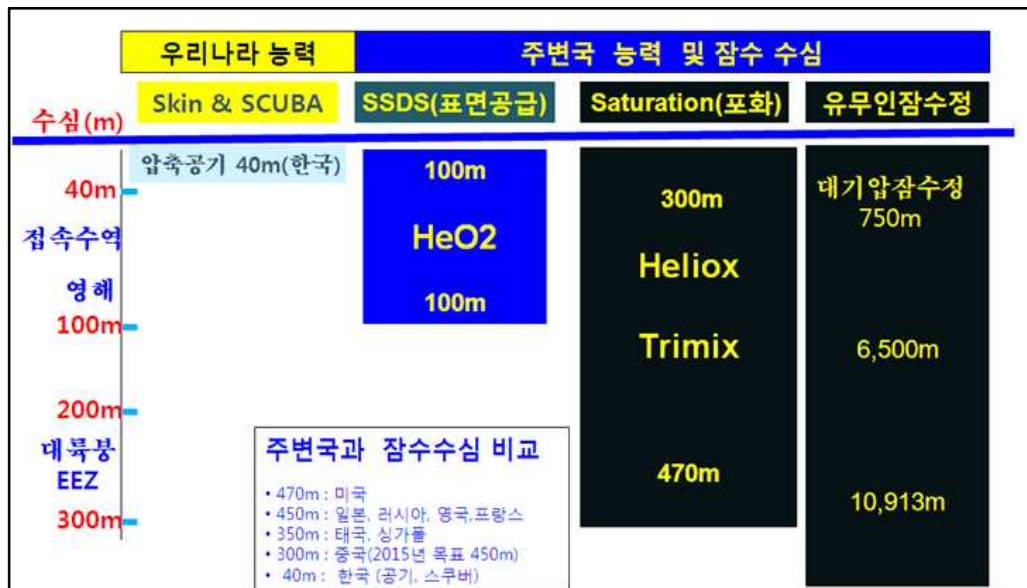 우리나라 능력
주변국 능력 및 잠수 수심
수심(m)
Skin & SCUBA
SSDS(표면공급)
Saturation(포화)
유무인잠수정
압축공기 40m(한국)
40m
접속수역
영해
100m
200m
대륙붕
EEZ
300m
100m
HeO2
100m
300m
Heliox
Trimix
470m
대기압잠수정
750m
6,500m
10,913m
주변국과 잠수수심 비교
• 470m : 미국
• 450m : 일본, 러시아, 영국,프랑스
• 350m : 태국, 싱가폴
• 300m : 중국(2015년 목표 450m)
• 40m : 한국 (공기, 스쿠버)